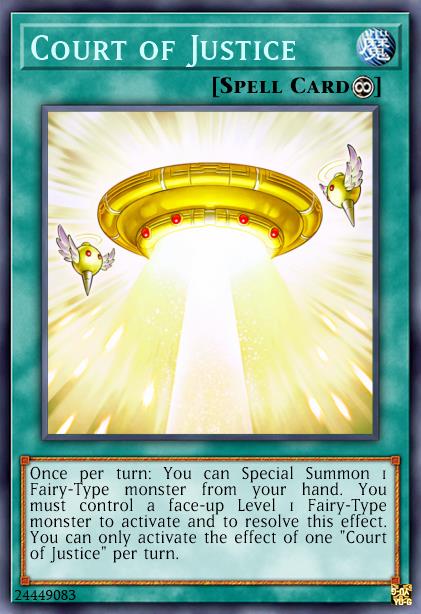 COURT OF JUSTICE
魔
[SPELL CARD]
Once per turn: You can Special Summon 1
Fairy-Type monster from your hand. You
must control a face-up Level 1 Fairy-Type
monster to activate and to resolve this effect.
You can only activate the effect of one "Court
of Justice" per turn.
24449083